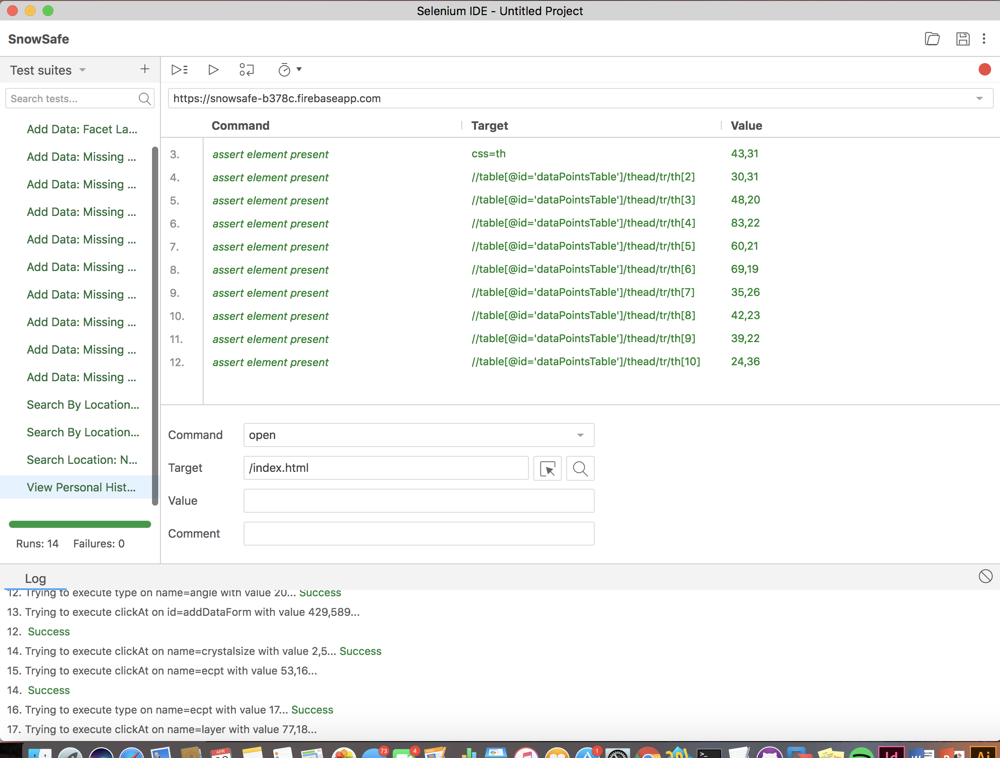 Selenium IDE - Untitled Project
SnowSafe
Test suites
Search tests...
https://snowsafe-b378c.firebaseapp.com
Add Data: Facet La...
Add Data: Missing ...
Add Data: Missing ...
Add Data: Missing ...
Add Data: Missing ...
Add Data: Missing ...
Add Data: Missing ...
Add Data: Missing ...
Add Data: Missing ...
Add Data: Missing ...
Search By Location...
Search By Location...
Search Location: N...
View Personal Hist...
Runs: 14 Failures: 0
Command Target Value
3. assert element present css=th 43,31
4. assert element present //table[@id='dataPointsTable']/thead/tr/th[2] 30,31
5. assert element present //table[@id='dataPointsTable']/thead/tr/th[3] 48,20
6. assert element present //table[@id='dataPointsTable']/thead/tr/th[4] 83,22
7. assert element present //table[@id='dataPointsTable']/thead/tr/th[5] 60,21
8. assert element present //table[@id='dataPointsTable']/thead/tr/th[6] 69,19
9. assert element present //table[@id='dataPointsTable']/thead/tr/th[7] 35,26
10. assert element present //table[@id='dataPointsTable']/thead/tr/th[8] 42,23
11. assert element present //table[@id='dataPointsTable']/thead/tr/th[9] 39,22
12. assert element present //table[@id='dataPointsTable']/thead/tr/th[10] 24,36
Command open
Target /index.html
Value
Comment
Log
12. Trying to execute type on name=angle with value 20... Success
13. Trying to execute clickAt on id=addDataForm with value 429,589...
12. Success
14. Trying to execute clickAt on name=crystalsize with value 2,5... Success
15. Trying to execute clickAt on name=ecpt with value 53,16...
14. Success
16. Trying to execute type on name=ecpt with value 17... Success
17. Trying to execute clickAt on name=layer with value 77,18...
APR
73
4
PAGES
1
Id
W
P
Ai